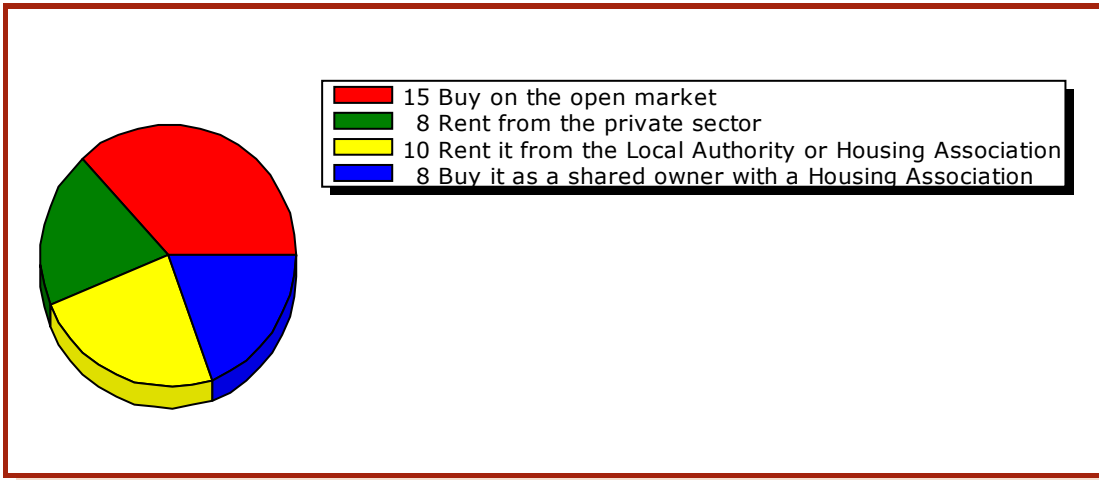 15 Buy on the open market
8 Rent from the private sector
10 Rent it from the Local Authority or Housing Association
8 Buy it as a shared owner with a Housing Association